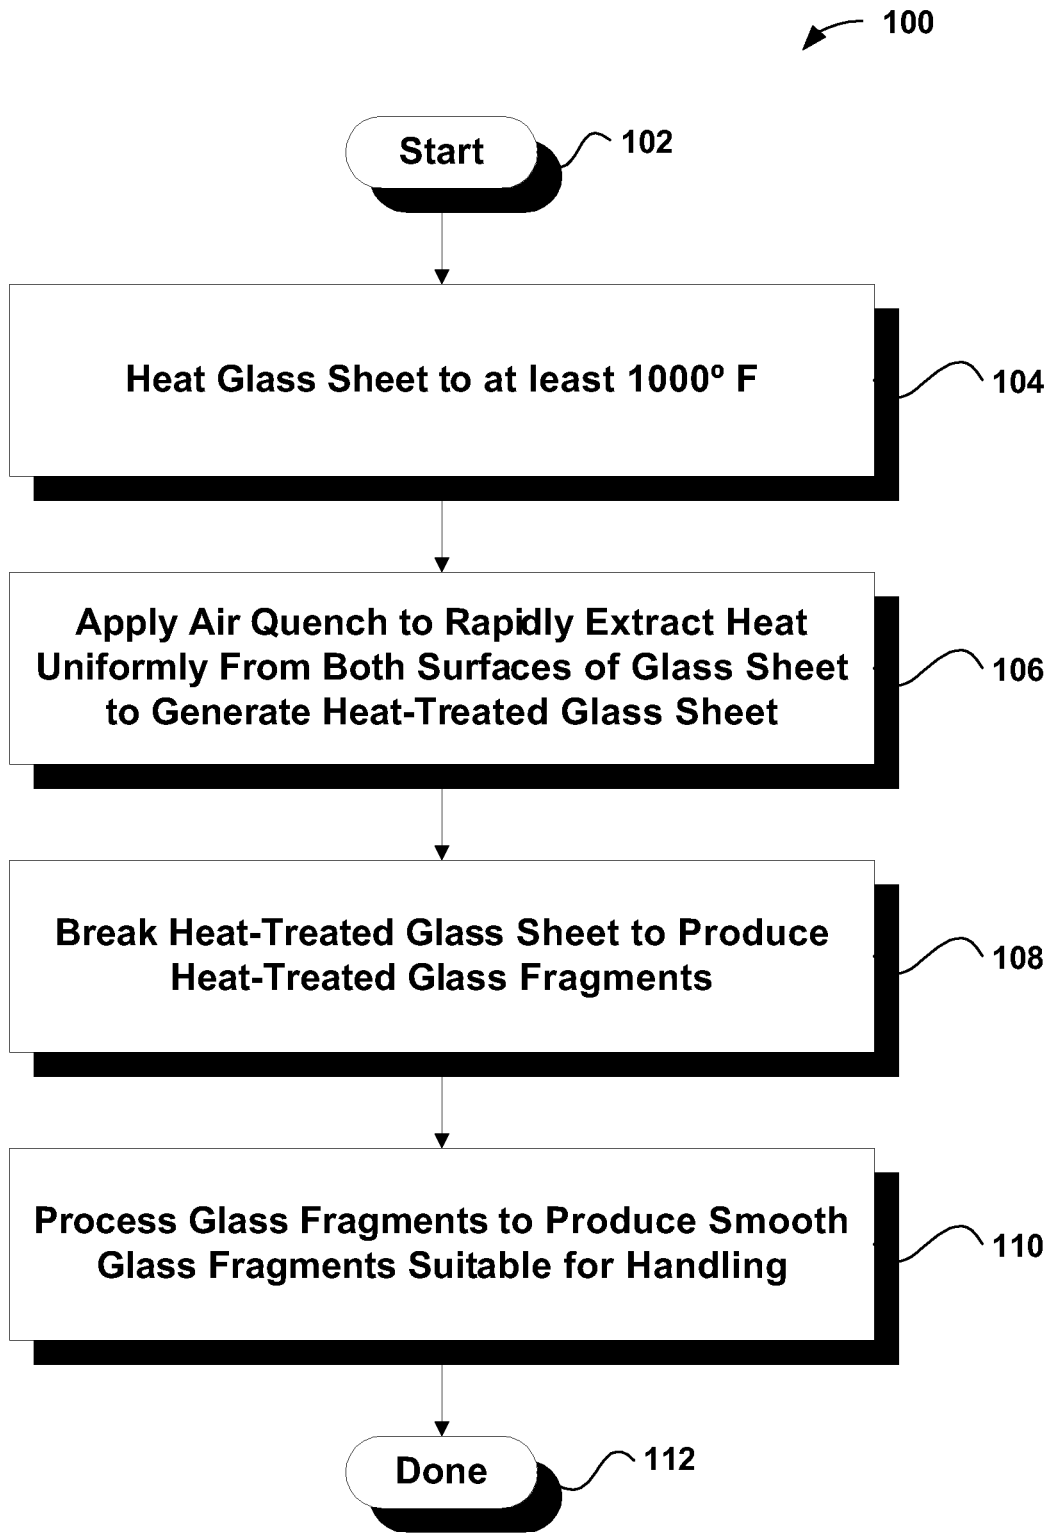 100
Start
102
Heat Glass Sheet to at least 1000º F
104
Apply Air Quench to Rapidly Extract Heat
Uniformly From Both Surfaces of Glass Sheet
to Generate Heat-Treated Glass Sheet
106
Break Heat-Treated Glass Sheet to Produce
Heat-Treated Glass Fragments
108
Process Glass Fragments to Produce Smooth
Glass Fragments Suitable for Handling
110
Done
112